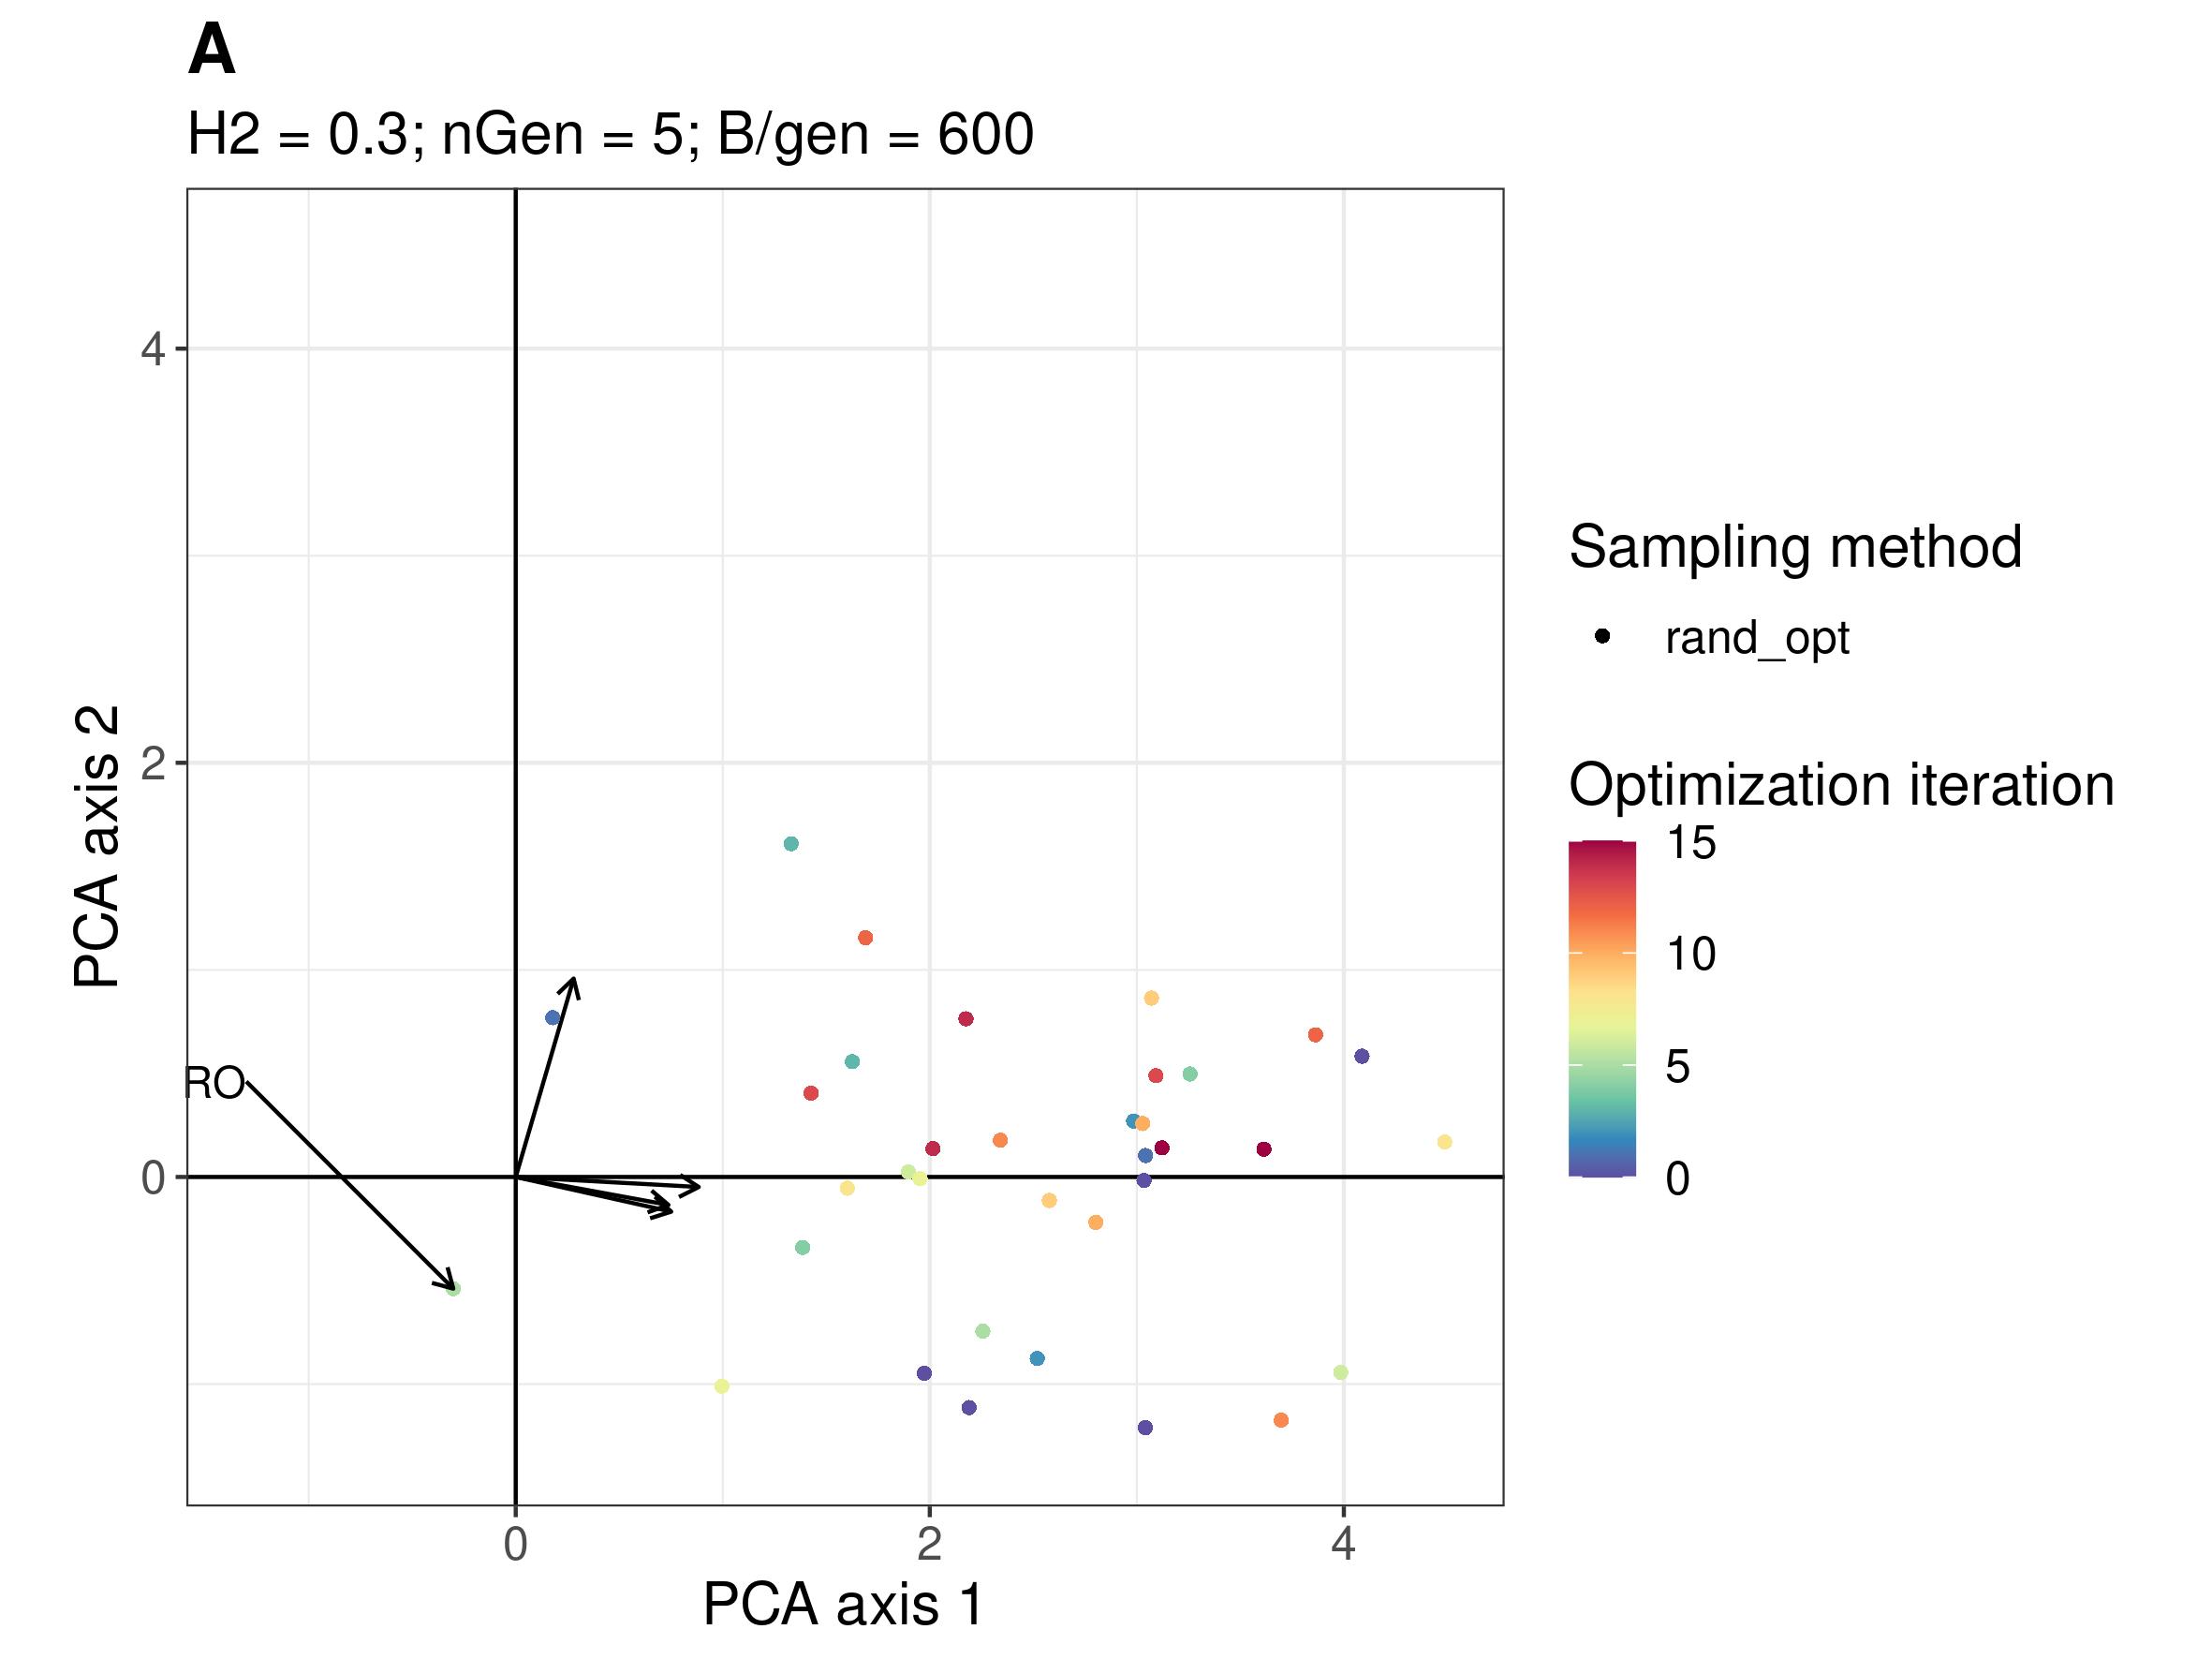 A
H2 = 0.3; nGen = 5; B/gen = 600
4
2
0
RO
0
2
4
PCA axis 1
PCA axis 2
Sampling method
rand_opt
Optimization iteration
15
10
5
0